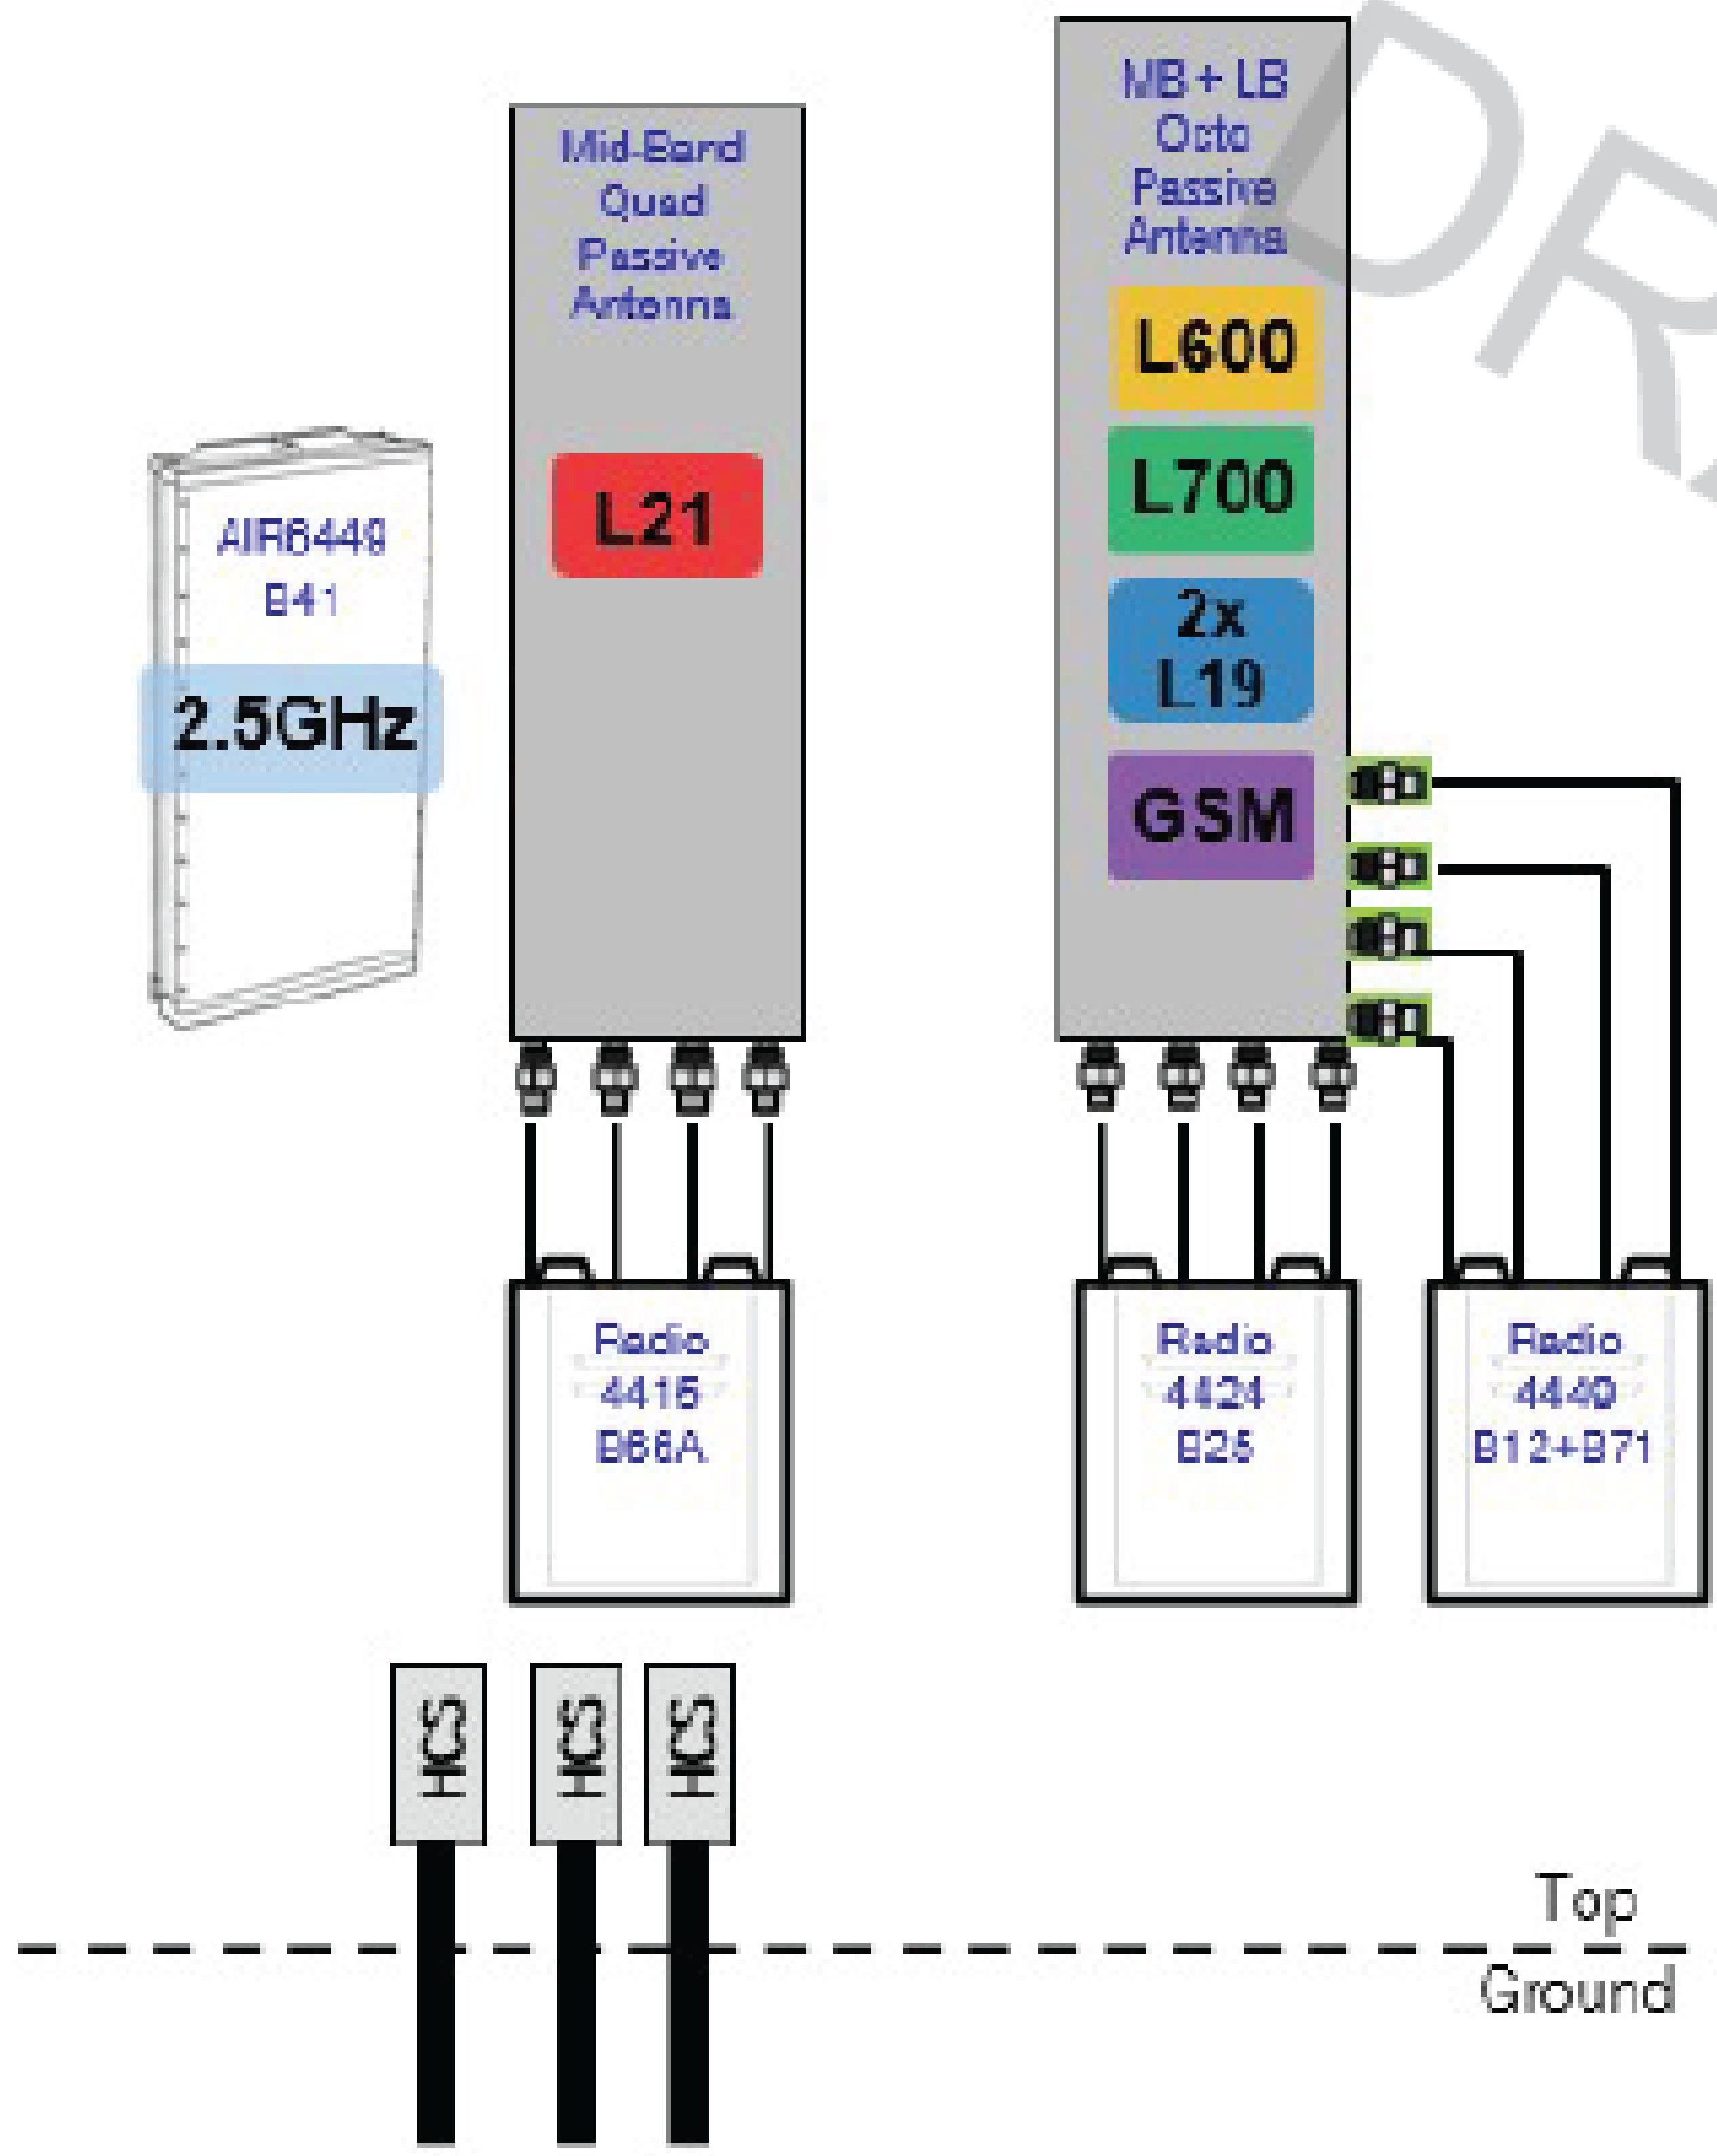 AIR6449
B41
2.5GHz
Mid-Band
Quad
Passive
Antenna
L21
MB + LB
Octo
Passive
Antenna
L600
L700
2x
L19
GSM
Radio
4415
B66A
Radio
4424
B25
Radio
4449
B12+B71
HCS
HCS
HCS
Top
Ground
DR